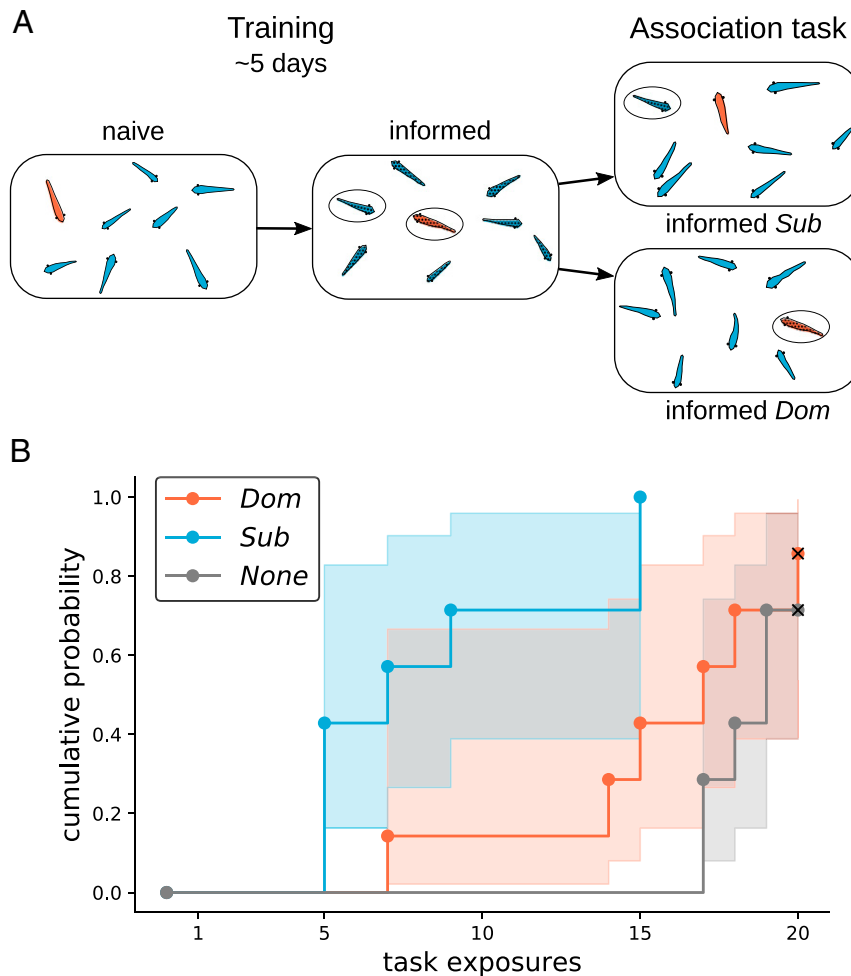 A
Training
~5 days
Association task
naive
informed
informed Sub
informed Dom
B
Dom
Sub
None
cumulative probability
1.0
0.8
0.6
0.4
0.2
0.0
1
5
10
15
20
task exposures